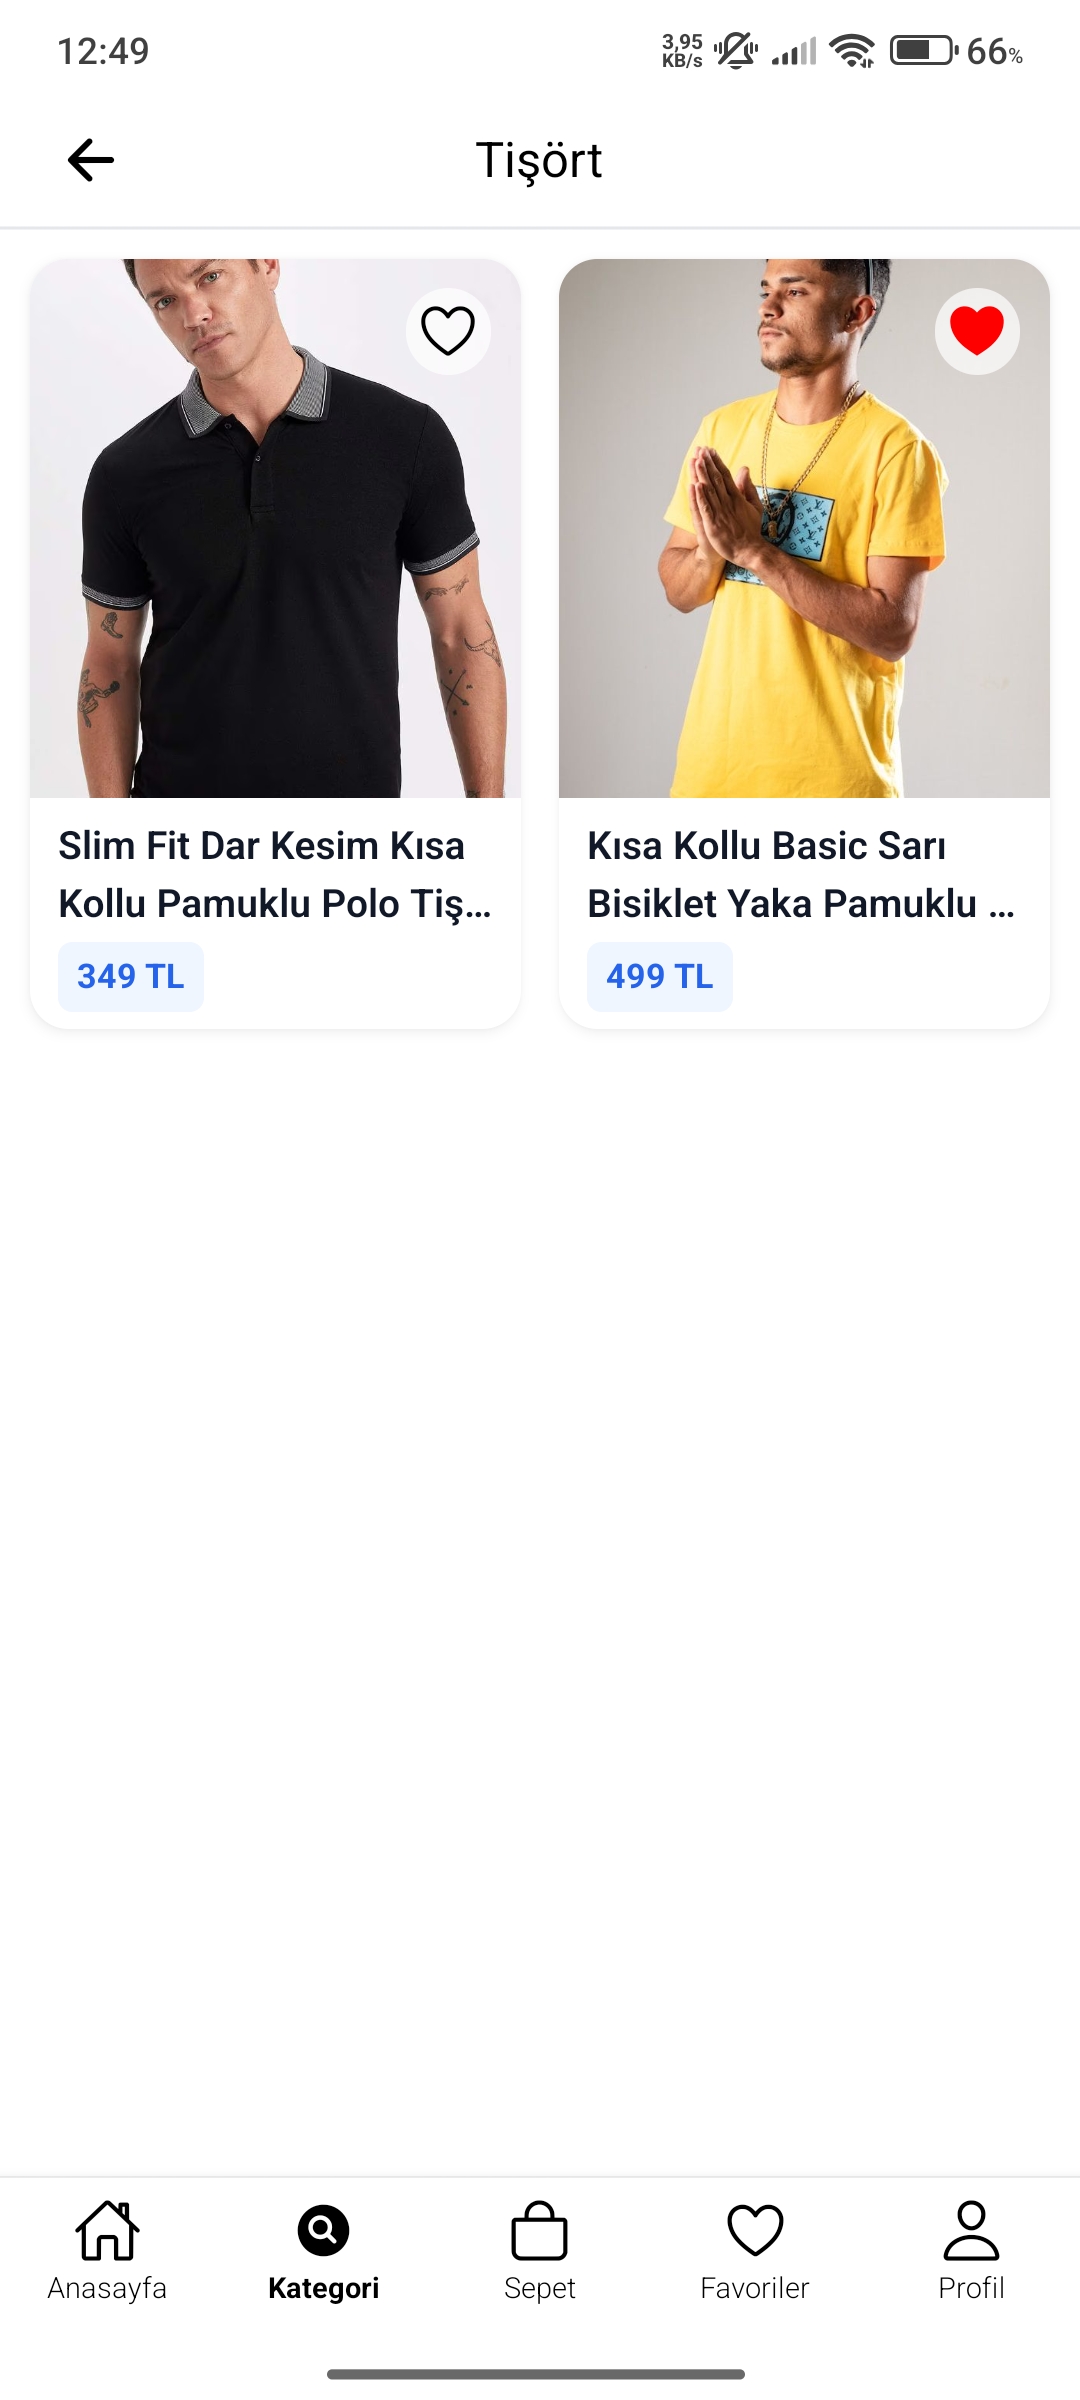 12:49
3,95
KB/s
66%
Tişört
Slim Fit Dar Kesim Kısa
Kollu Pamuklu Polo Tiş...
349 TL
Kısa Kollu Basic Sarı
Bisiklet Yaka Pamuklu ...
499 TL
Anasayfa
Kategori
Sepet
Favoriler
Profil